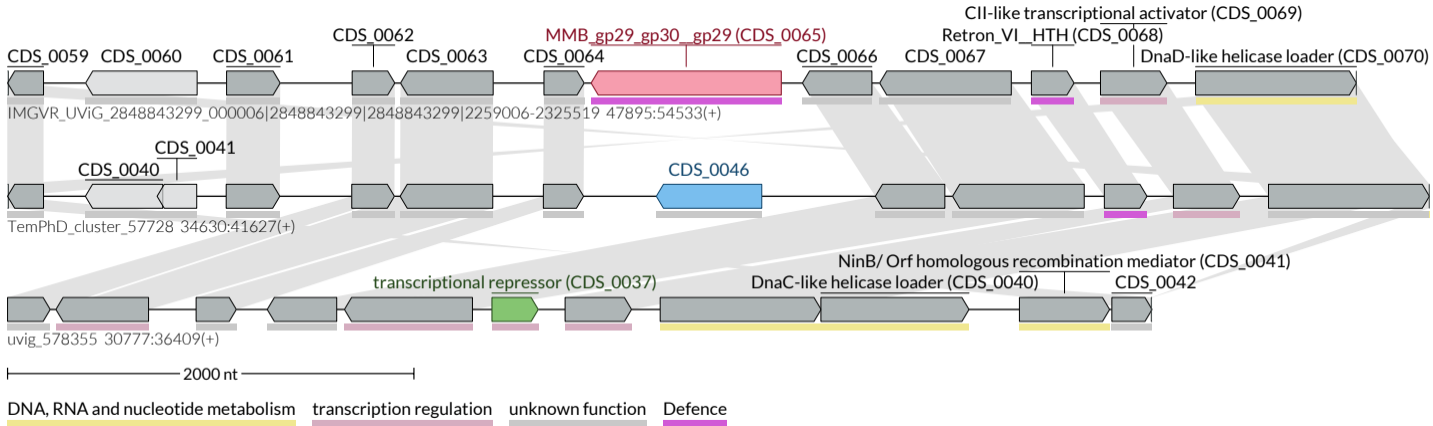 CII-like transcriptional activator (CDS_0069)
CDS_0062 MMB_gp29_gp30__gp29 (CDS_0065) Retron_VI__HTH (CDS_0068)
CDS_0059 CDS_0060 CDS_0061 CDS_0063 CDS_0064 CDS_0066 CDS_0067 DnaD-like helicase loader (CDS_0070)
IMGVR_UViG_2848843299_000006|2848843299|2848843299|2259006-2325519 47895:54533(+)
CDS_0041
CDS_0040 CDS_0046
TemPhD_cluster_57728 34630:41627(+)
NinB/ Orf homologous recombination mediator (CDS_0041)
transcriptional repressor (CDS_0037) DnaC-like helicase loader (CDS_0040) CDS_0042
uvig_578355 30777:36409(+)
2000 nt
DNA, RNA and nucleotide metabolism transcription regulation unknown function Defence